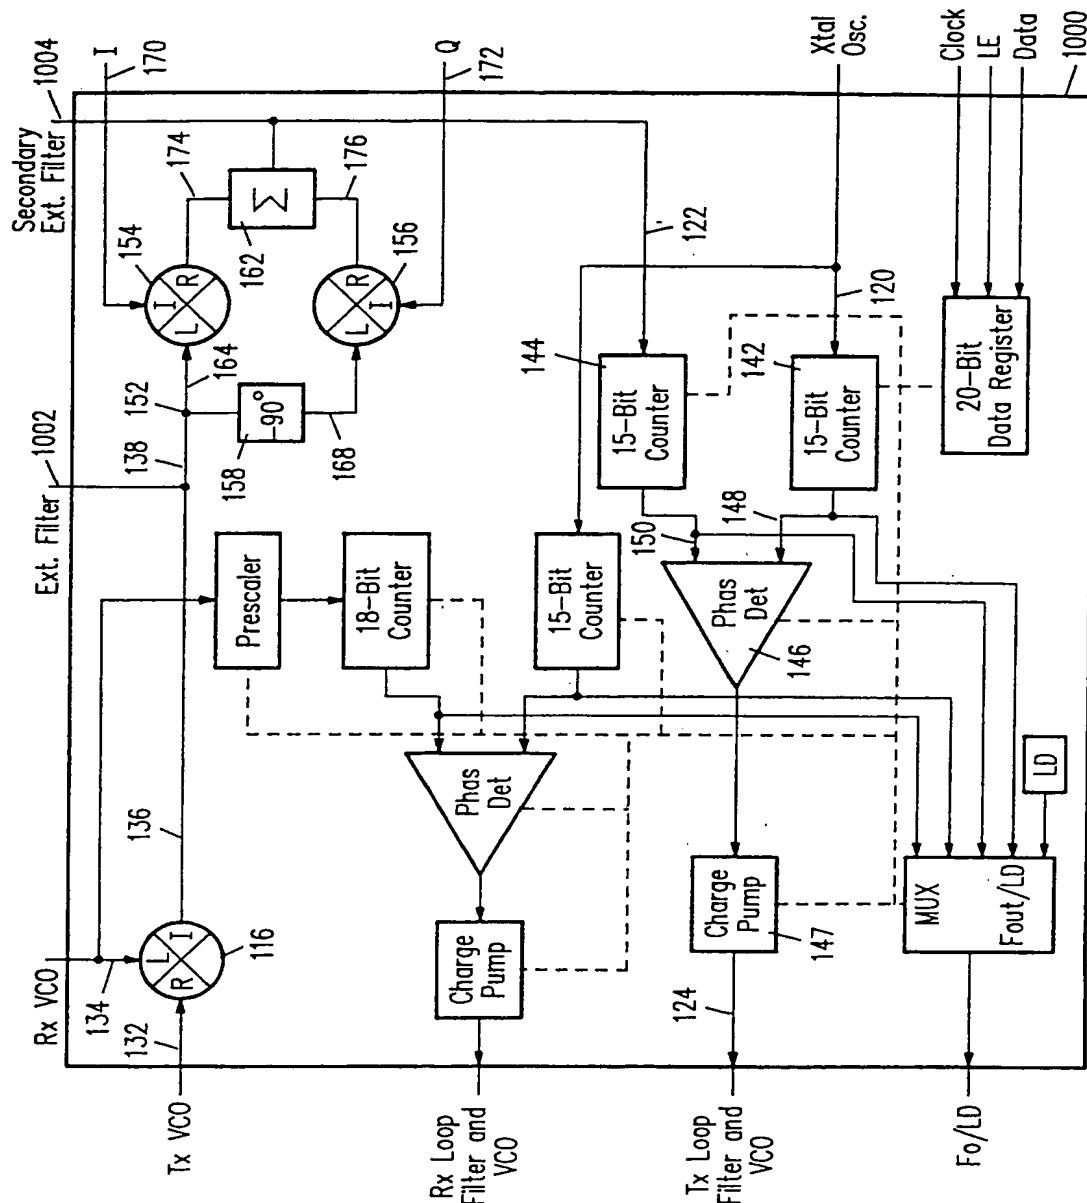 Secondary
Ext. Filter
1004
I
170
Q
172
Xtal
Osc.
Clock
LE
Data
1000
Ext. Filter
1002
138
152
164
154
L
I
R
174
Σ
162
176
L
I
R
156
-90°
158
168
122
120
144
15-Bit
Counter
142
15-Bit
Counter
20-Bit
Data Register
Prescaler
18-Bit
Counter
15-Bit
Counter
150
148
Phas
Det
146
Phas
Det
136
Rx VCO
134
L
R
I
116
132
Tx VCO
Charge
Pump
Rx Loop
Filter and
VCO
Charge
Pump
147
124
Tx Loop
Filter and
VCO
LD
MUX
Fout/LD
Fo/LD